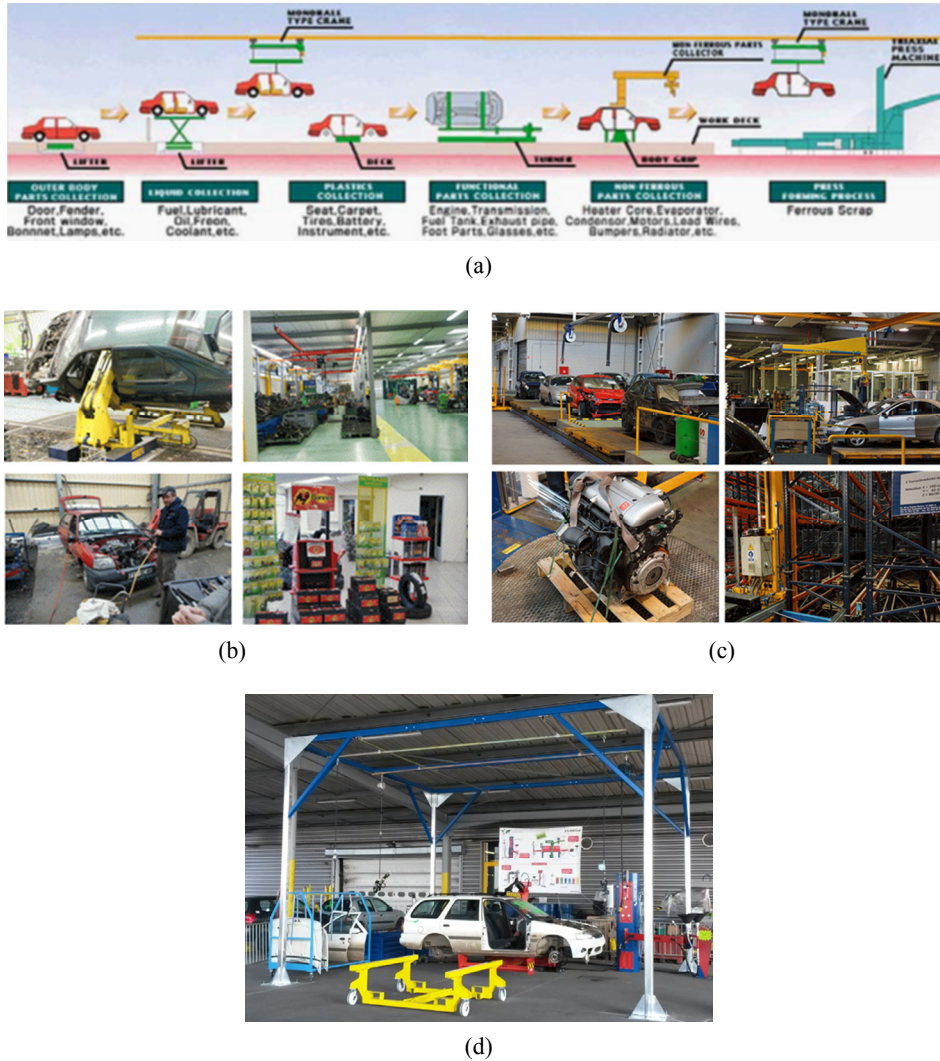 MONORALL
TYPE CRANE
MONORALL
TYPE CRANE
TRIAXIAL
PRESS
MACHINE
NON-FERROUS PARTS
COLLECTOR
WORK DECK
LIFTER
LIFTER
DECK
TURNER
BODY GRIP
OUTER BODY
PARTS COLLECTION
Door,Fender,
Front window,
Bonnnet,Lamps,etc.
LIQUID COLLECTION
Fuel,Lubricant,
Oil,Freon,
Coolant,etc.
PLASTICS
COLLECTION
Seat,Carpet,
Tires,Battery,
Instrument,etc.
FUNCTIONAL
PARTS COLLECTION
Engine,Transmission,
Fuel Tank,Exhaust pipe,
Foot Parts,Glasses,etc.
NON FERROUS
PARTS COLLECTION
Heater Core,Evaporator,
Condensor,Motors,Lead Wires,
Bumpers,Radiator,etc.
PRESS
FORMING PROCESS
Ferrous Scrap
(a)
(b)
(c)
(d)